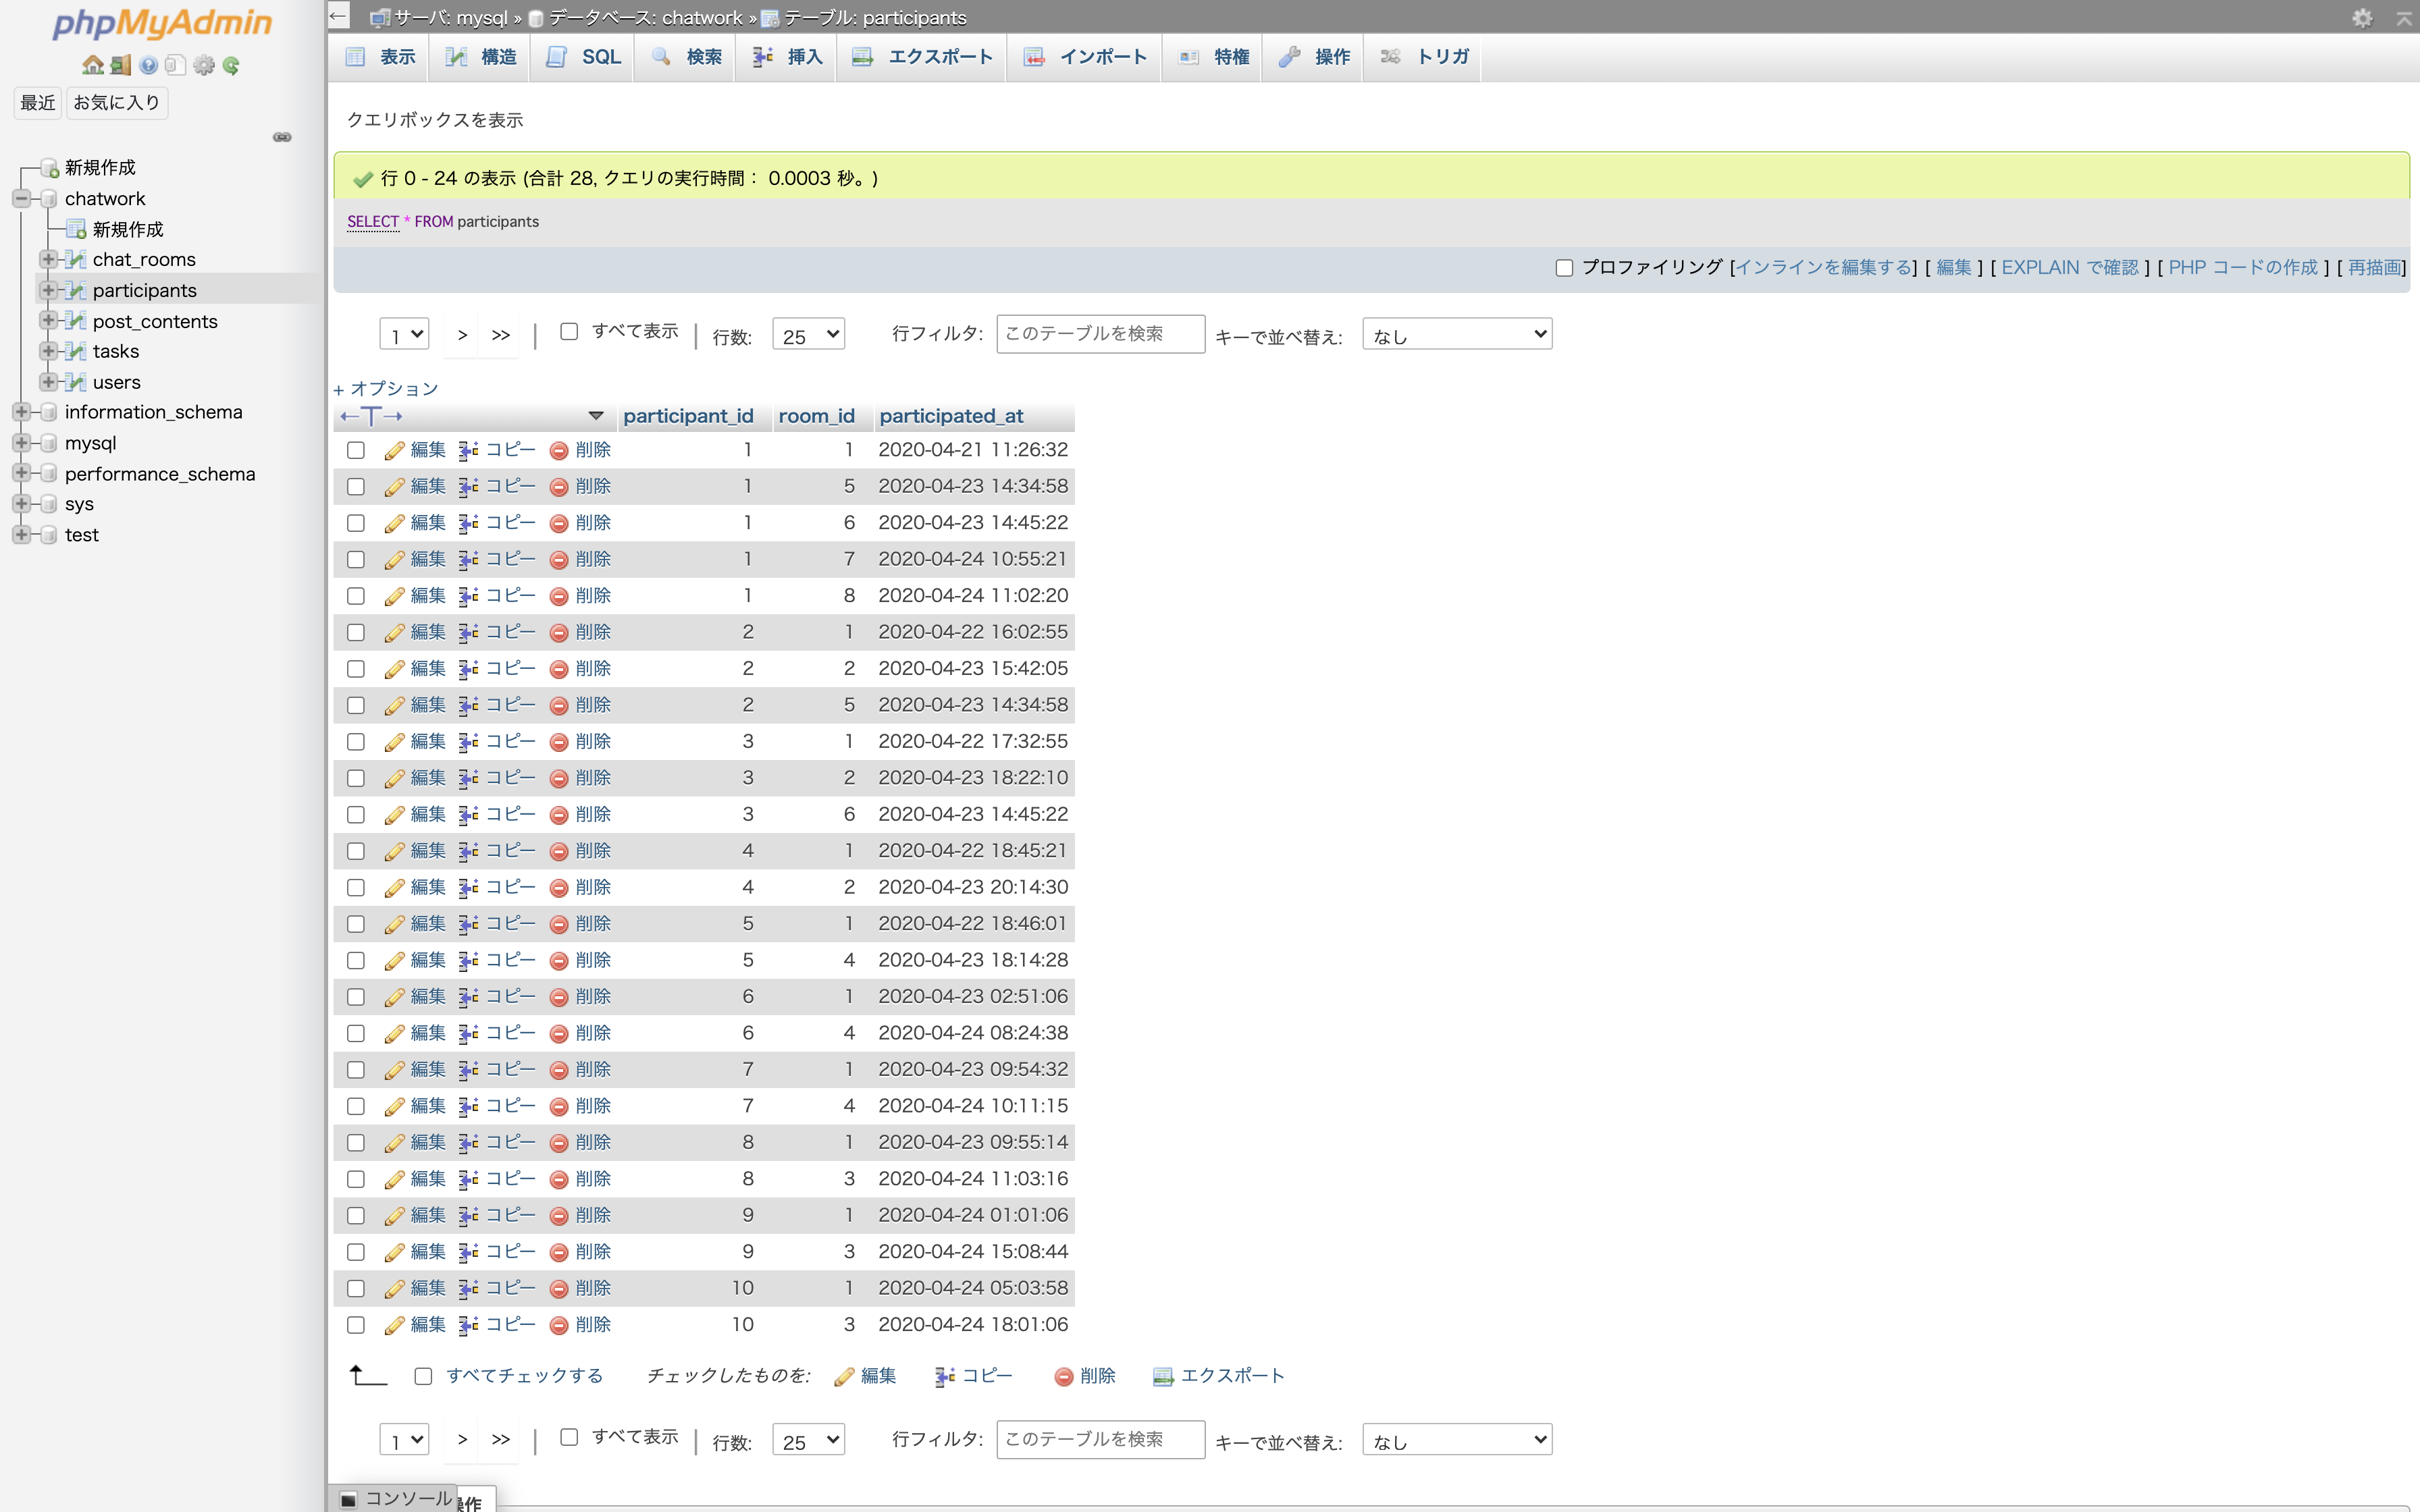 phpMyAdmin
最近 お気に入り
新規作成
chatwork
新規作成
chat_rooms
participants
post_contents
tasks
users
information_schema
mysql
performance_schema
sys
test
サーバ: mysql » データベース: chatwork » テーブル: participants
表示 構造 SQL 検索 挿入 エクスポート インポート 特権 操作 トリガ
クエリボックスを表示
行 0 - 24 の表示 (合計 28, クエリの実行時間： 0.0003 秒。)
SELECT * FROM participants
プロファイリング [インラインを編集する] [ 編集 ] [ EXPLAIN で確認 ] [ PHP コードの作成 ] [ 再描画]
1 > >> | すべて表示 | 行数: 25 行フィルタ: このテーブルを検索 キーで並べ替え: なし
+ オプション
←T→ participant_id room_id participated_at
編集 コピー 削除 1 1 2020-04-21 11:26:32
編集 コピー 削除 1 5 2020-04-23 14:34:58
編集 コピー 削除 1 6 2020-04-23 14:45:22
編集 コピー 削除 1 7 2020-04-24 10:55:21
編集 コピー 削除 1 8 2020-04-24 11:02:20
編集 コピー 削除 2 1 2020-04-22 16:02:55
編集 コピー 削除 2 2 2020-04-23 15:42:05
編集 コピー 削除 2 5 2020-04-23 14:34:58
編集 コピー 削除 3 1 2020-04-22 17:32:55
編集 コピー 削除 3 2 2020-04-23 18:22:10
編集 コピー 削除 3 6 2020-04-23 14:45:22
編集 コピー 削除 4 1 2020-04-22 18:45:21
編集 コピー 削除 4 2 2020-04-23 20:14:30
編集 コピー 削除 5 1 2020-04-22 18:46:01
編集 コピー 削除 5 4 2020-04-23 18:14:28
編集 コピー 削除 6 1 2020-04-23 02:51:06
編集 コピー 削除 6 4 2020-04-24 08:24:38
編集 コピー 削除 7 1 2020-04-23 09:54:32
編集 コピー 削除 7 4 2020-04-24 10:11:15
編集 コピー 削除 8 1 2020-04-23 09:55:14
編集 コピー 削除 8 3 2020-04-24 11:03:16
編集 コピー 削除 9 1 2020-04-24 01:01:06
編集 コピー 削除 9 3 2020-04-24 15:08:44
編集 コピー 削除 10 1 2020-04-24 05:03:58
編集 コピー 削除 10 3 2020-04-24 18:01:06
すべてチェックする チェックしたものを: 編集 コピー 削除 エクスポート
1 > >> | すべて表示 | 行数: 25 行フィルタ: このテーブルを検索 キーで並べ替え: なし
コンソール 操作